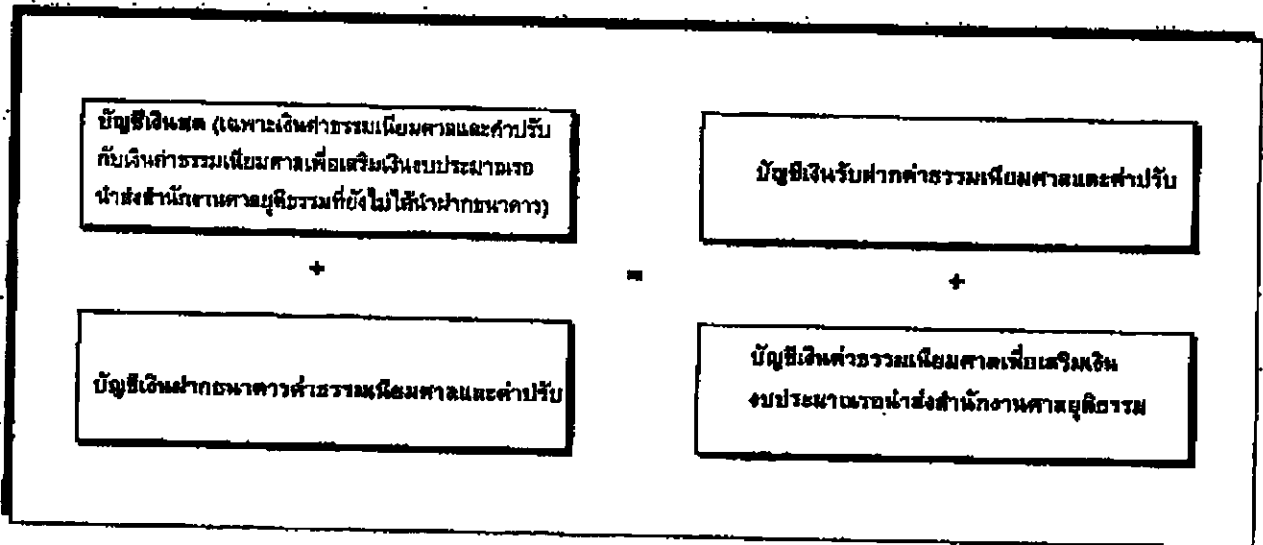 บัญชีเงินสด (เฉพาะเงินค่าธรรมเนียมศาลและค่าปรับ
กับเงินค่าธรรมเนียมศาลเพื่อเสริมเงินงบประมาณรอ
นำส่งสำนักงานศาลยุติธรรมที่ยังไม่ได้นำฝากธนาคาร)
บัญชีเงินรับฝากค่าธรรมเนียมศาลและค่าปรับ
+
=
+
บัญชีเงินฝากธนาคารค่าธรรมเนียมศาลและค่าปรับ
บัญชีเงินค่าธรรมเนียมศาลเพื่อเสริมเงิน
งบประมาณรอนำส่งสำนักงานศาลยุติธรรม